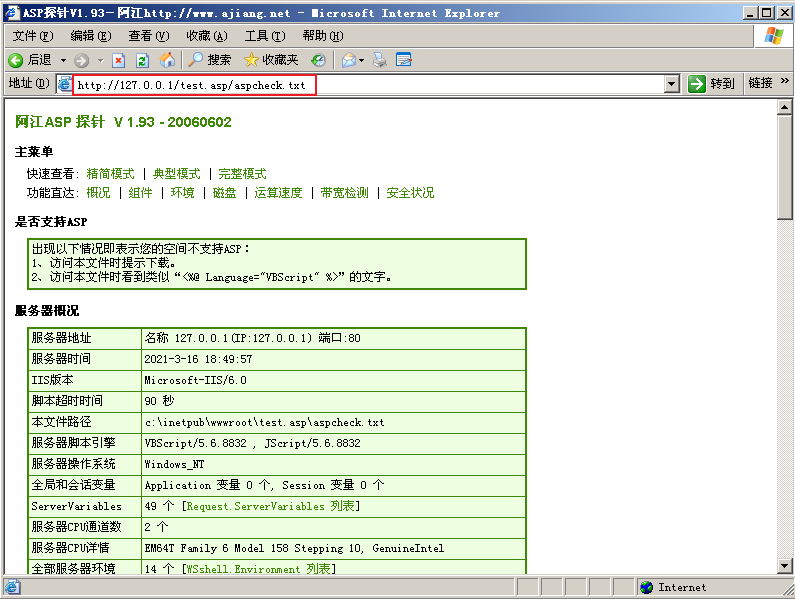 ASP探针V1.93－阿江http://www.ajiang.net - Microsoft Internet Explorer
文件(F) 编辑(E) 查看(V) 收藏(A) 工具(T) 帮助(H)
后退 搜索 收藏夹
地址(D) http://127.0.0.1/test.asp/aspcheck.txt 转到 链接 »
阿江ASP 探针 V 1.93 - 20060602
主菜单
快速查看: 精简模式 | 典型模式 | 完整模式
功能直达: 概况 | 组件 | 环境 | 磁盘 | 运算速度 | 带宽检测 | 安全状况
是否支持ASP
出现以下情况即表示您的空间不支持ASP：
1、访问本文件时提示下载。
2、访问本文件时看到类似“<%@ Language="VBScript" %>”的文字。
服务器概况
服务器地址 名称 127.0.0.1(IP:127.0.0.1) 端口:80
服务器时间 2021-3-16 18:49:57
IIS版本 Microsoft-IIS/6.0
脚本超时时间 90 秒
本文件路径 c:\inetpub\wwwroot\test.asp\aspcheck.txt
服务器脚本引擎 VBScript/5.6.8832 , JScript/5.6.8832
服务器操作系统 Windows_NT
全局和会话变量 Application 变量 0 个, Session 变量 0 个
ServerVariables 49 个 [Request.ServerVariables 列表]
服务器CPU通道数 2 个
服务器CPU详情 EM64T Family 6 Model 158 Stepping 10, GenuineIntel
全部服务器环境 14 个 [WSshell.Environment 列表]
Internet